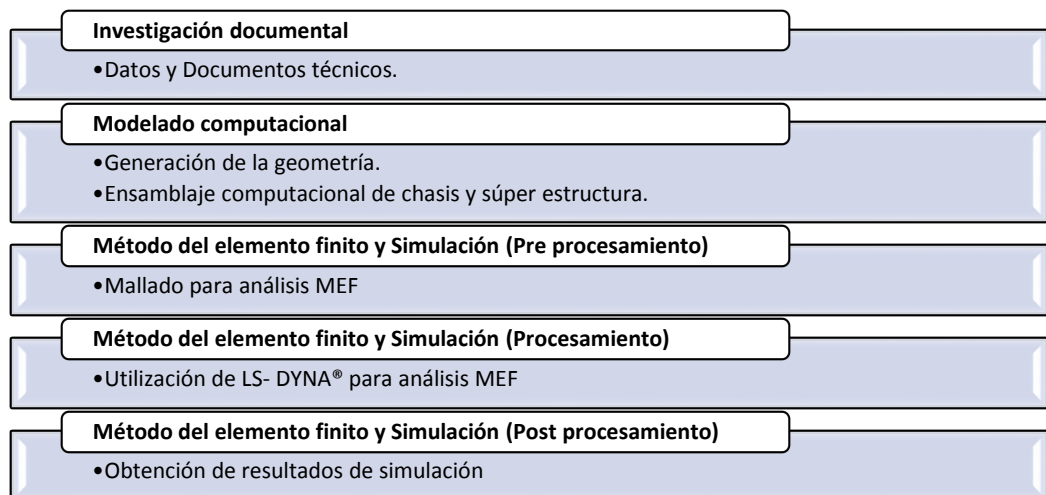 Investigación documental
•Datos y Documentos técnicos.
Modelado computacional
•Generación de la geometría.
•Ensamblaje computacional de chasis y súper estructura.
Método del elemento finito y Simulación (Pre procesamiento)
•Mallado para análisis MEF
Método del elemento finito y Simulación (Procesamiento)
•Utilización de LS- DYNA® para análisis MEF
Método del elemento finito y Simulación (Post procesamiento)
•Obtención de resultados de simulación